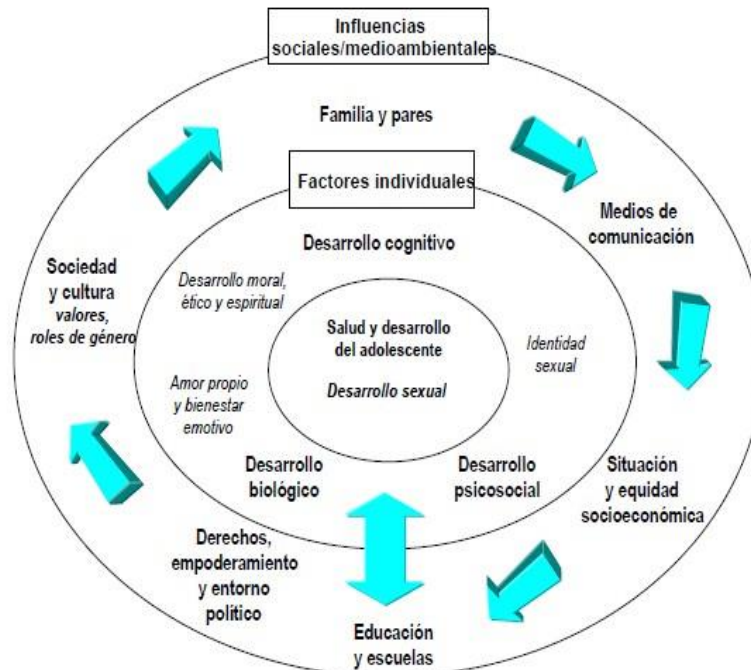 Influencias
sociales/medioambientales
Familia y pares
Factores individuales
Medios de
comunicación
Desarrollo cognitivo
Sociedad
y cultura
valores,
roles de género
Desarrollo moral,
ético y espiritual
Salud y desarrollo
del adolescente
Desarrollo sexual
Identidad
sexual
Amor propio
y bienestar
emotivo
Desarrollo
biológico
Desarrollo
psicosocial
Situación
y equidad
socioeconómica
Derechos,
empoderamiento
y entorno
político
Educación
y escuelas